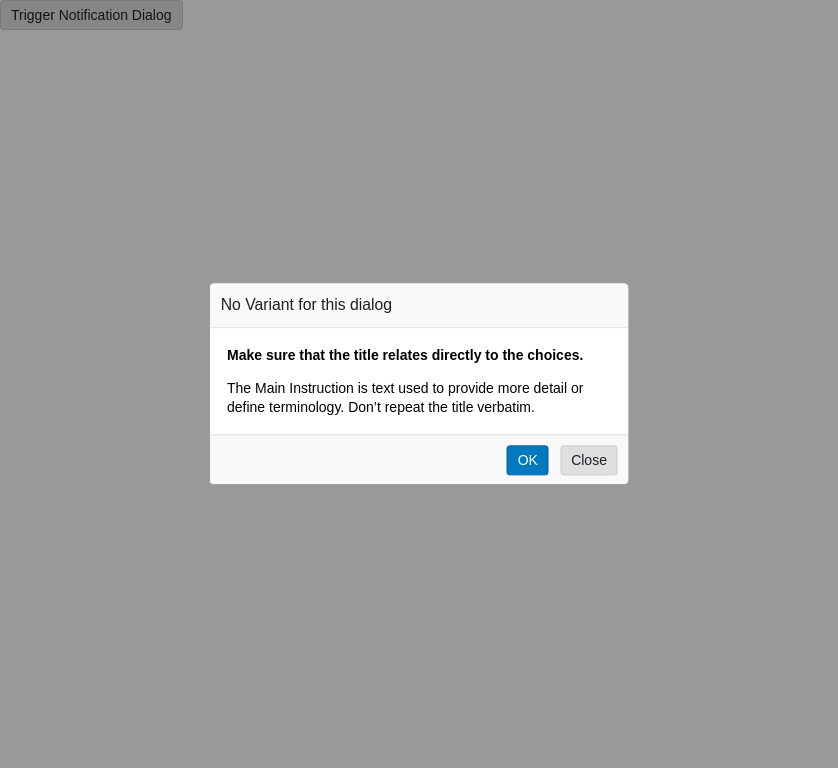 Trigger Notification Dialog
No Variant for this dialog
Make sure that the title relates directly to the choices.
The Main Instruction is text used to provide more detail or
define terminology. Don’t repeat the title verbatim.
OK
Close